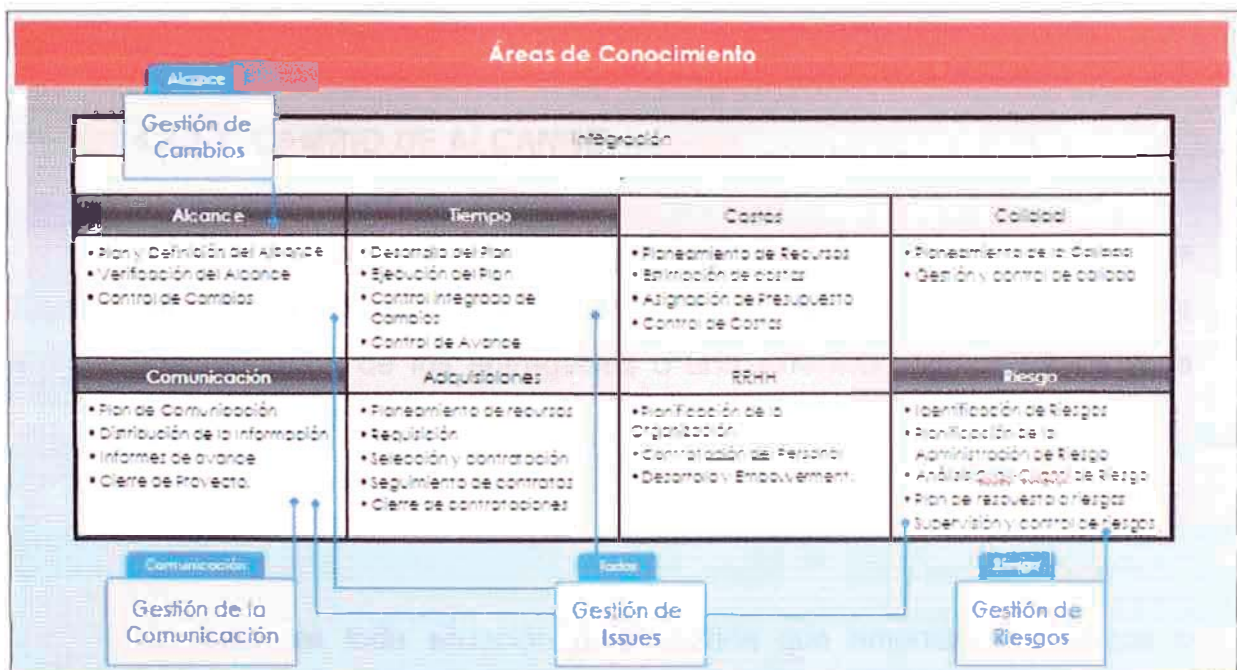 Áreas de Conocimiento
Alcance
Gestión de
Cambios
Integración
Alcance
• Plan y Definición del Alcance
• Verificación del Alcance
• Control de Cambios.
Tiempo
• Desarrollo del Plan
• Ejecución del Plan
• Control Integrado de
Cambios
• Control de Avance
Costos
• Planeamiento de Recursos
• Estimación de costos
• Asignación de Presupuesto
• Control de Costos
Calidad
• Planeamiento de la Calidad
• Gestión y control de calidad
Comunicación
• Plan de Comunicación
• Distribución de la información
• Informes de avance
• Cierre de Proyecto.
Adquisiciones
• Planeamiento de recursos
• Requisición
• Selección y contratación
• Seguimiento de contratos
• Cierre de contrataciones
RRHH
• Planificación de la
Organización.
• Contratación del Personal
• Desarrollo y Empowerment.
Riesgo
• Identificación de Riesgos
• Planificación de la
Administración de Riesgo
• de Riesgo
• Plan de respuesta a riesgos
• Supervisión y control de riesgos
Comunicación
Gestión de la
Comunicación
Todos
Gestión de
Issues
Riesgo
Gestión de
Riesgos